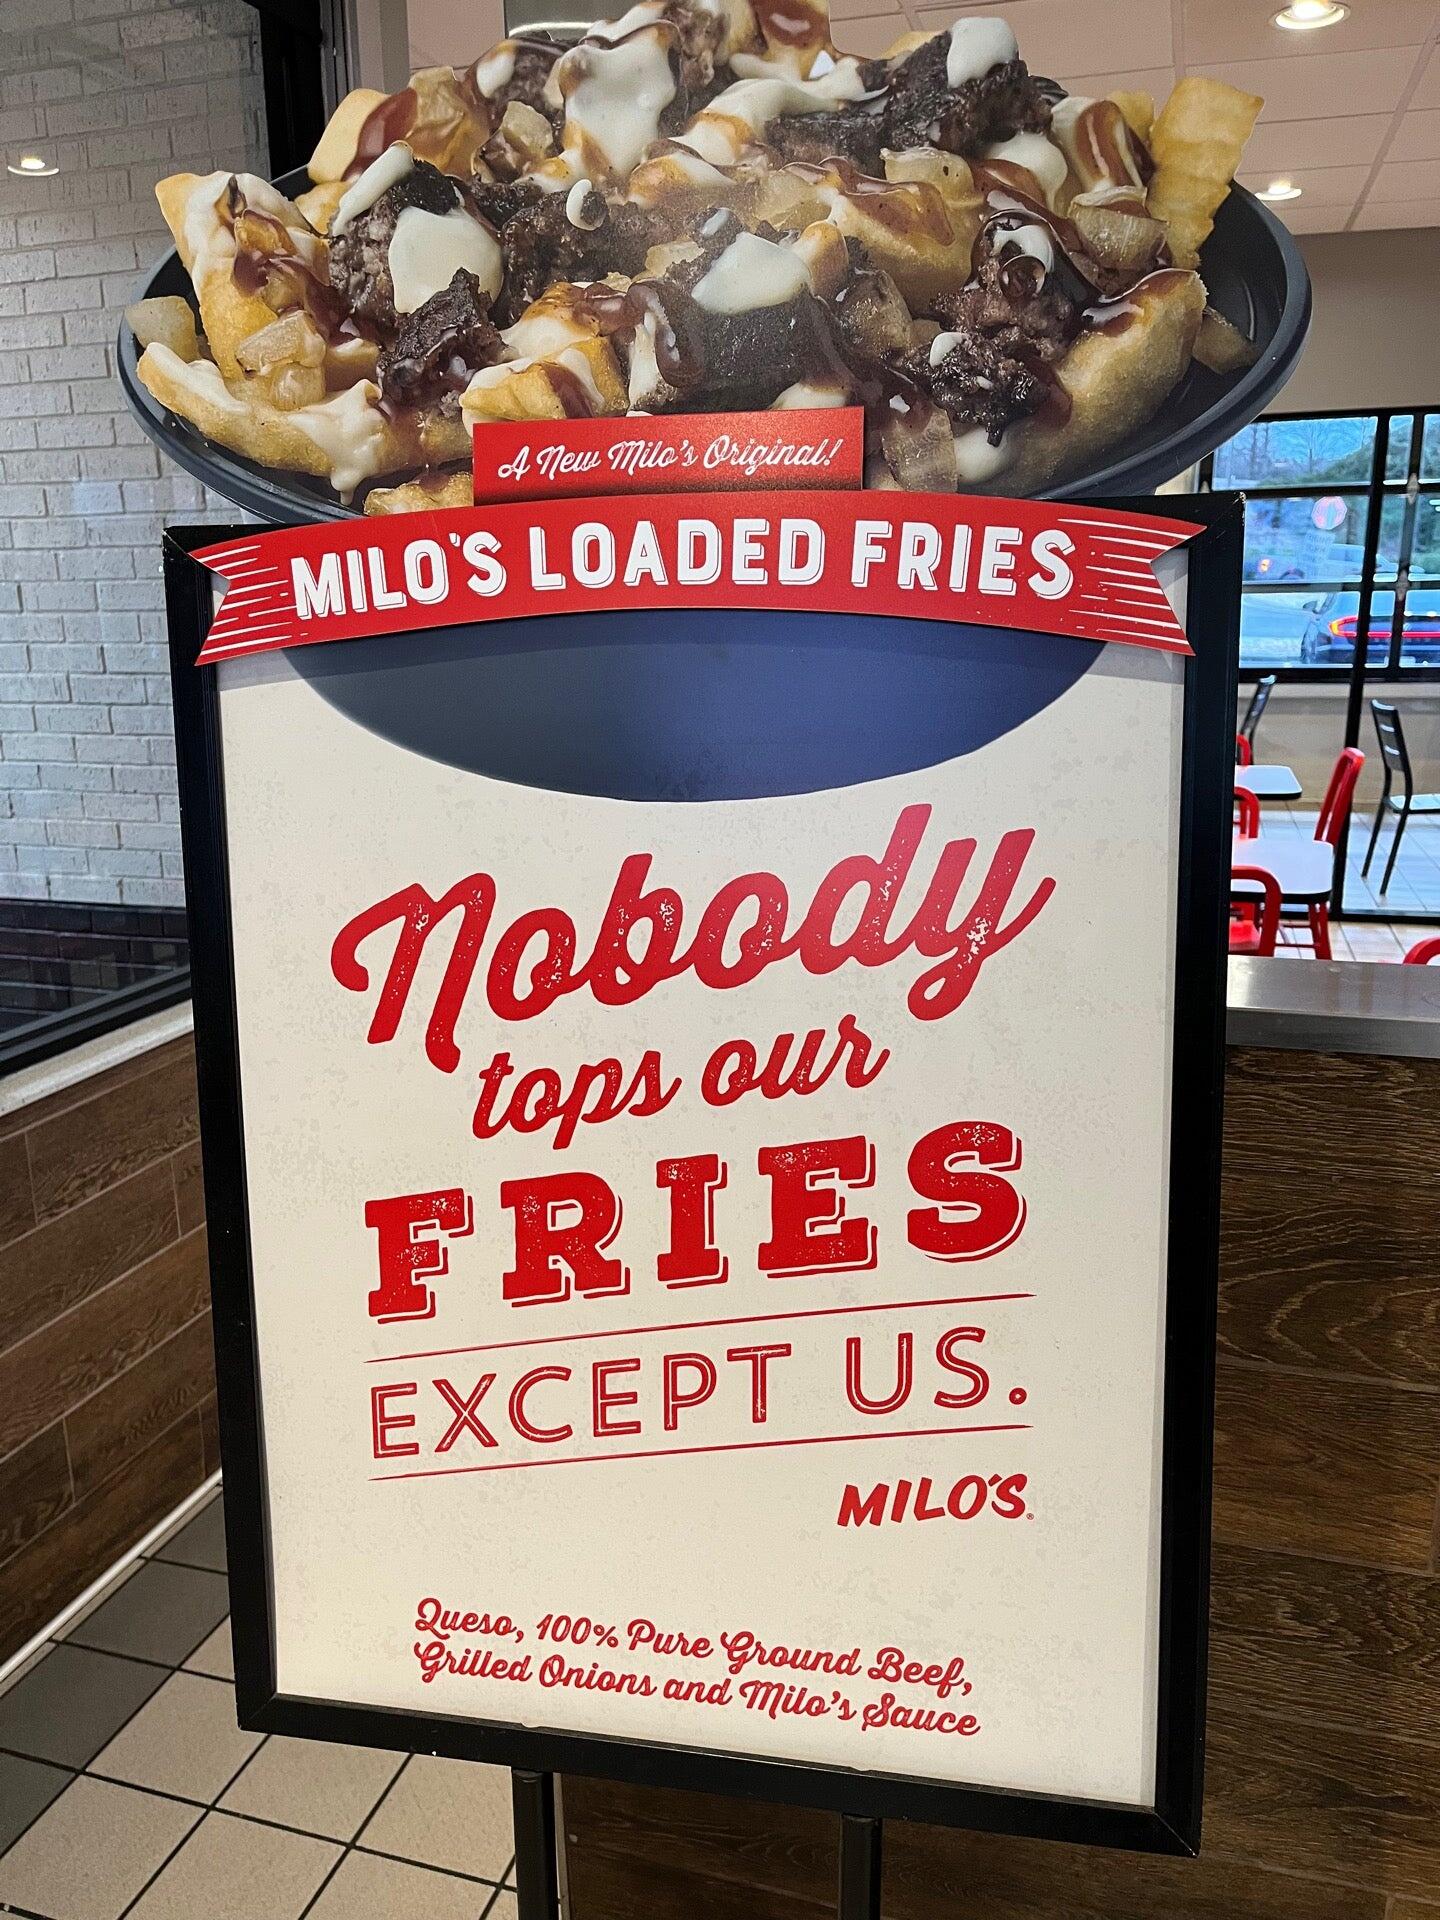 A New Milo's Original!
MILO'S LOADED FRIES
Nobody
tops our
FRIES
EXCEPT US.
MILO'S®
Queso, 100% Pure Ground Beef,
Grilled Onions and Milo's Sauce